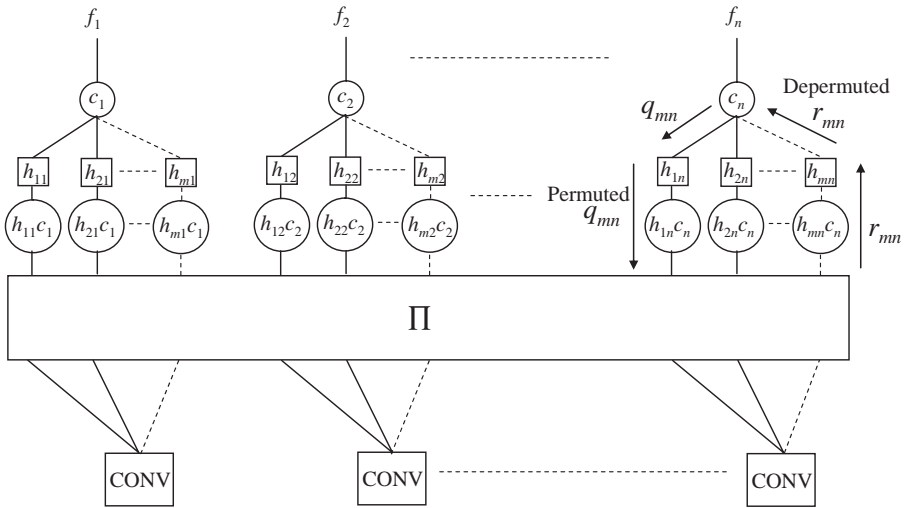 f₁ f₂ fₙ
c₁ c₂ cₙ
qₘₙ Depermuted
rₘₙ
h₁₁ h₂₁ hₘ₁ h₁₂ h₂₂ hₘ₂ h₁ₙ h₂ₙ hₘₙ
Permuted
qₘₙ
h₁₁c₁ h₂₁c₁ hₘ₁c₁ h₁₂c₂ h₂₂c₂ hₘ₂c₂ h₁ₙcₙ h₂ₙcₙ hₘₙcₙ rₘₙ
Π
CONV CONV CONV